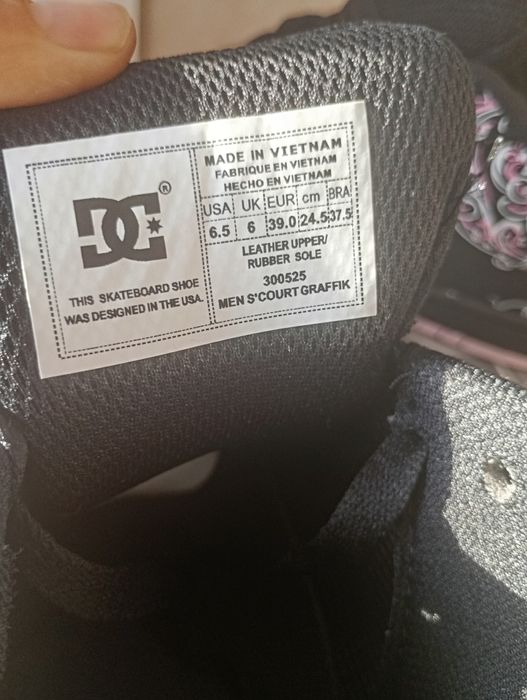 DC®
THIS SKATEBOARD SHOE
WAS DESIGNED IN THE USA.
MADE IN VIETNAM
FABRIQUE EN VIETNAM
HECHO EN VIETNAM
USA UK EUR cm BRA
6.5 6 39.0 24.5 37.5
LEATHER UPPER/
RUBBER SOLE
300525
MEN S'COURT GRAFFIK